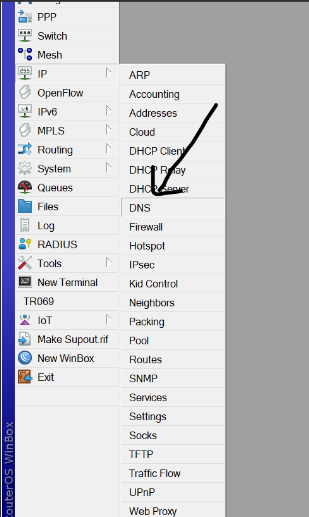 PPP
Switch
Mesh
IP
OpenFlow
IPv6
MPLS
Routing
System
Queues
Files
Log
RADIUS
Tools
New Terminal
TR069
IoT
Make Supout.rif
New WinBox
Exit
ARP
Accounting
Addresses
Cloud
DHCP Client
DHCP Relay
DHCP Server
DNS
Firewall
Hotspot
IPsec
Kid Control
Neighbors
Packing
Pool
Routes
SNMP
Services
Settings
Socks
TFTP
Traffic Flow
UPnP
Web Proxy
RouterOS WinBox